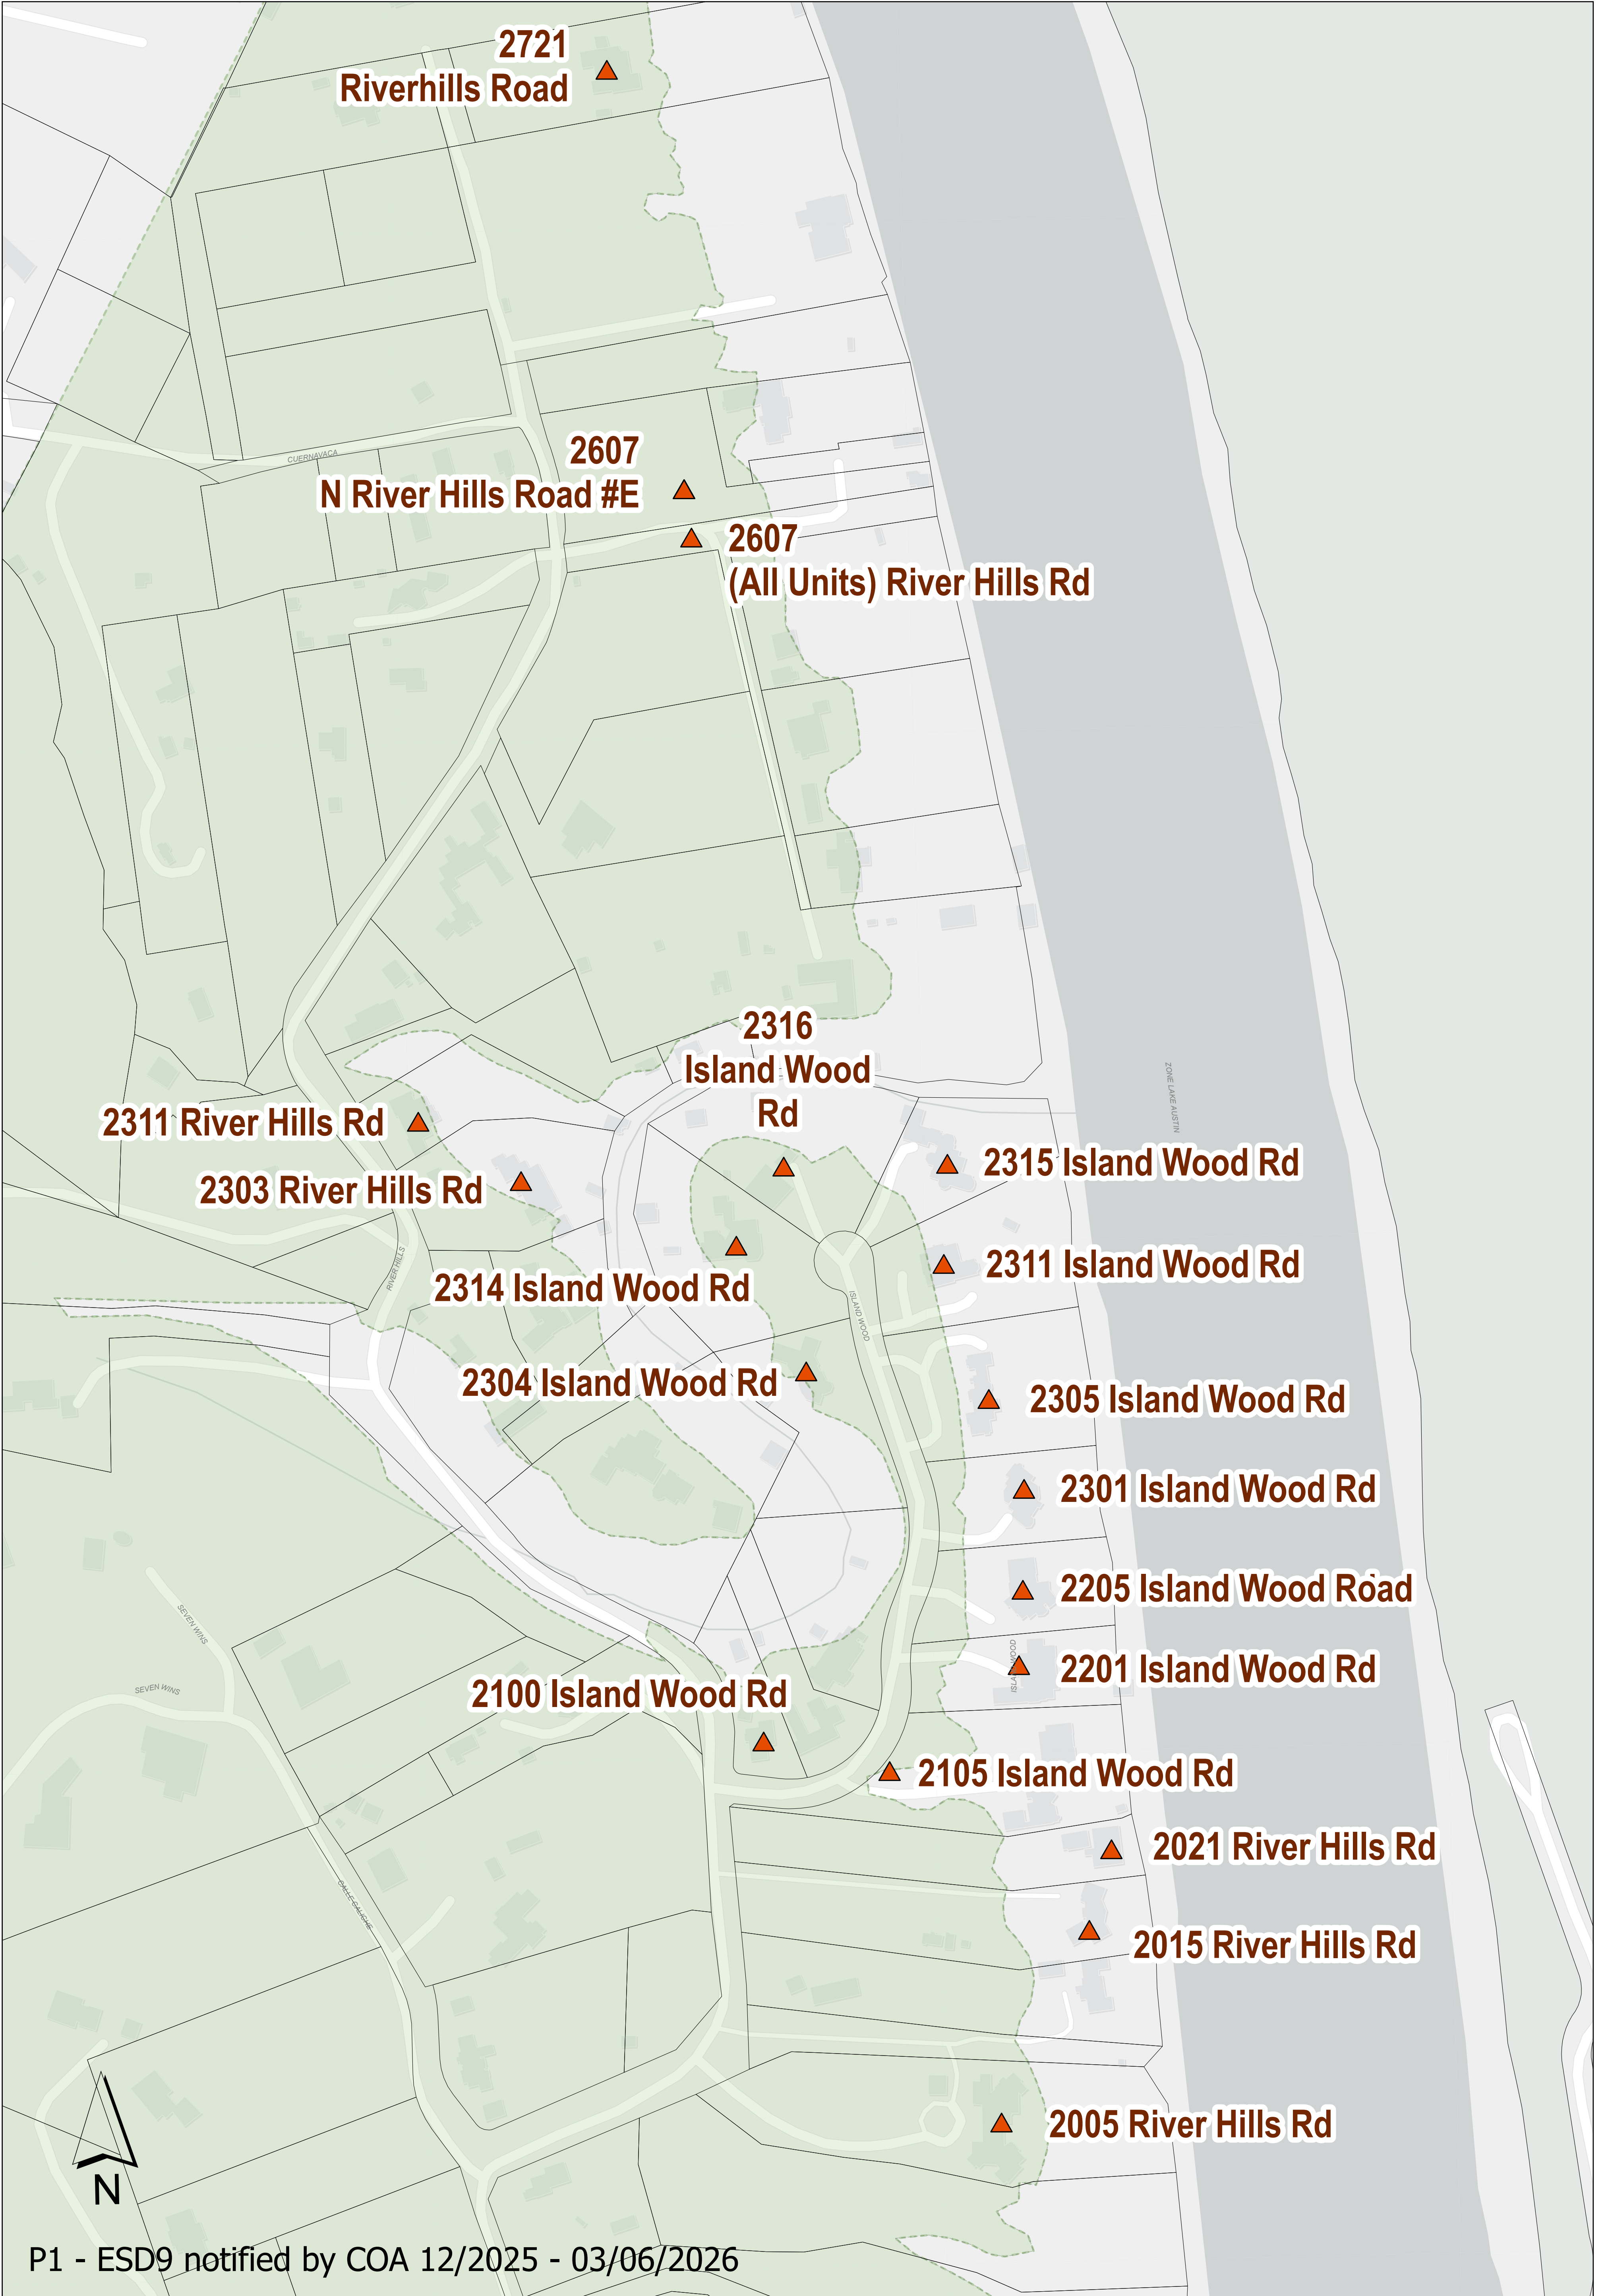 2721
Riverhills Road
CUERNAVACA
2607
N River Hills Road #E
2607
(All Units) River Hills Rd
2316
Island Wood
Rd
ZONE LAKE AUSTIN
2311 River Hills Rd
2315 Island Wood Rd
2303 River Hills Rd
RIVER HILLS
2314 Island Wood Rd
2311 Island Wood Rd
ISLAND WOOD
2304 Island Wood Rd
2305 Island Wood Rd
2301 Island Wood Rd
SEVEN WINS
2205 Island Wood Road
2201 Island Wood Rd
SEVEN WINS
2100 Island Wood Rd
2105 Island Wood Rd
2021 River Hills Rd
CALLE CALICHE
2015 River Hills Rd
2005 River Hills Rd
N
P1 - ESD9 notified by COA 12/2025 - 03/06/2026